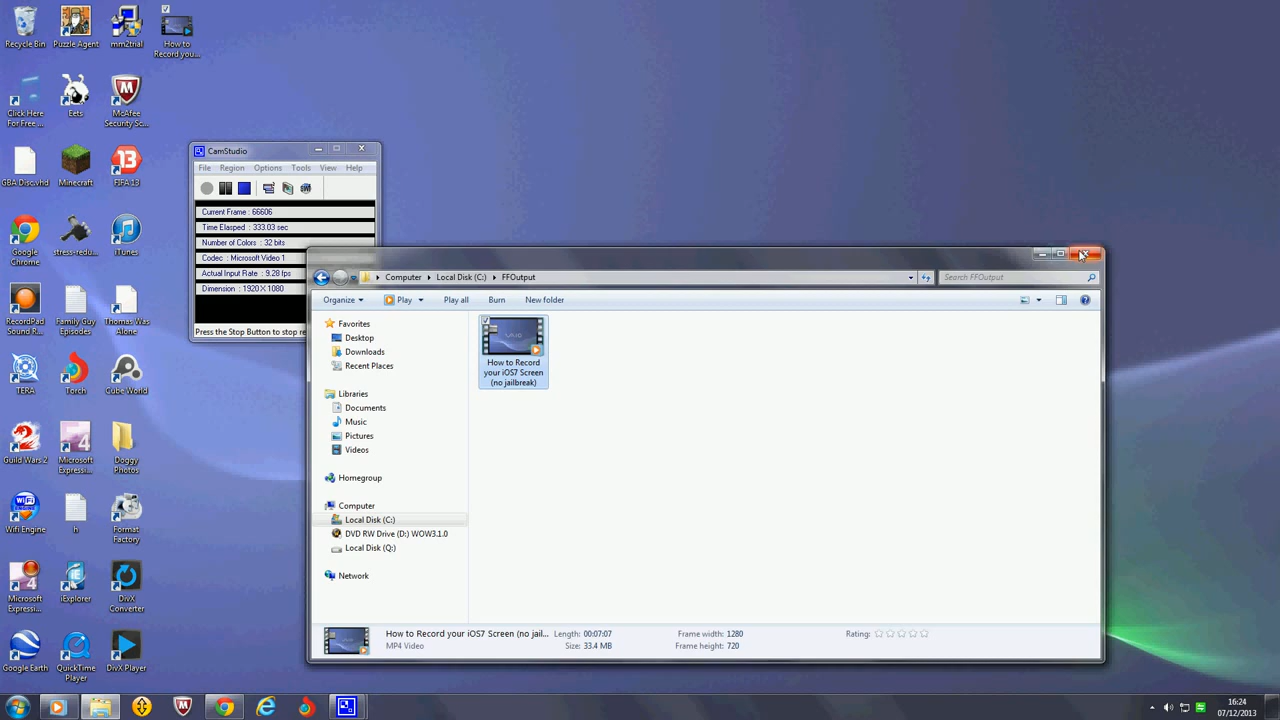 Recycle Bin
Puzzle Agent
mm2trial
How to
Record you...
Click Here
For Free ...
Eets
McAfee
Security Sc...
GBA Disc.vhd
Minecraft
FIFA 13
Google
Chrome
stress-redu...
iTunes
RecordPad
Sound R...
Family Guy
Episodes
Thomas Was
Alone
TERA
Torch
Cube World
Guild Wars 2
Microsoft
Expressi...
Doggy
Photos
Wifi Engine
h
Format
Factory
Microsoft
Expressi...
iExplorer
DivX
Converter
Google Earth
QuickTime
Player
DivX Player
CamStudio
File Region Options Tools View Help
Current Frame : 66606
Time Elasped : 333.03 sec
Number of Colors : 32 bits
Codec : Microsoft Video 1
Actual Input Rate : 9.28 fps
Dimension : 1920 X 1080
Press the Stop Button to stop re
Computer Local Disk (C:) FFOutput
Search FFOutput
Organize Play Play all Burn New folder
Favorites
Desktop
Downloads
Recent Places
Libraries
Documents
Music
Pictures
Videos
Homegroup
Computer
Local Disk (C:)
DVD RW Drive (D:) WOW3.1.0
Local Disk (Q:)
Network
How to Record
your iOS7 Screen
(no jailbreak)
How to Record your iOS7 Screen (no jail... Length: 00:07:07 Frame width: 1280 Rating:
MP4 Video Size: 33.4 MB Frame height: 720
16:24
07/12/2013